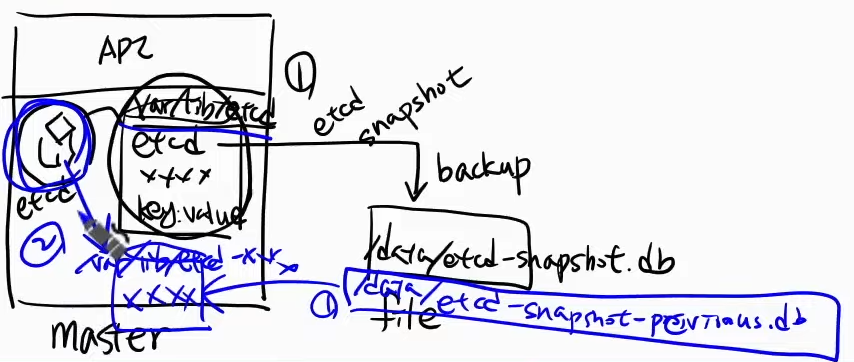 API
①
var/lib/etcd
etcd
snapshot
etcd
xxxx
key:value
backup
etcd
②
/data/etcd-snapshot.db
/var/lib/etcd-xxx
xxxx
①
/data/etcd-snapshot-previous.db
file
master